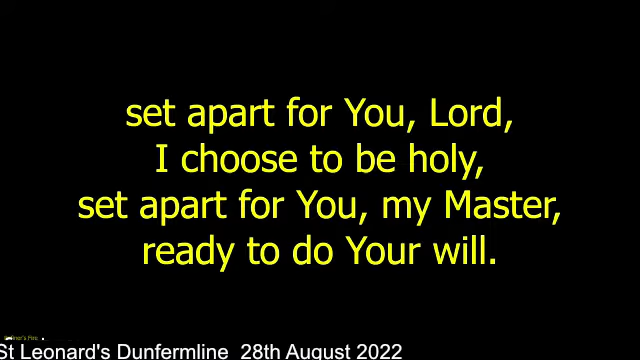 set apart for You, Lord,
I choose to be holy,
set apart for You, my Master,
ready to do Your will.
St Leonard's Dunfermline 28th August 2022